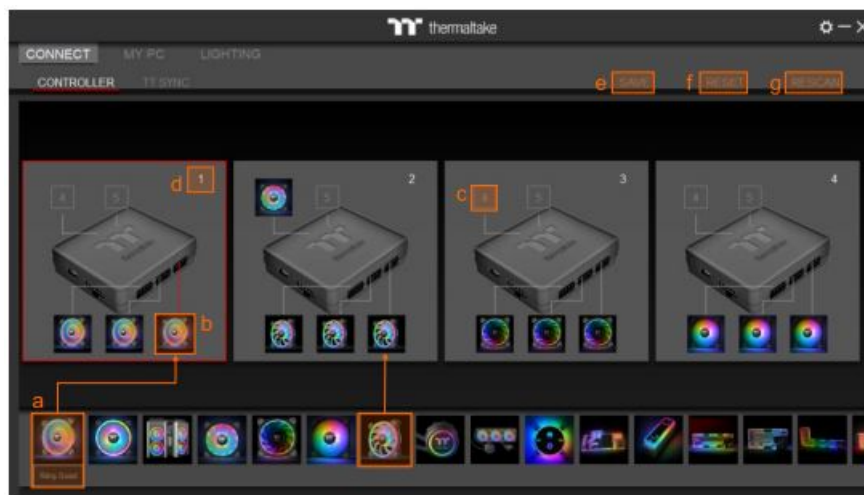 thermaltake
CONNECT MY PC LIGHTING
CONTROLLER TT SYNC e SAVE f RESET g RESCAN
d 1 2 3 4
4 5 5 c 4 5 4 5
b
a